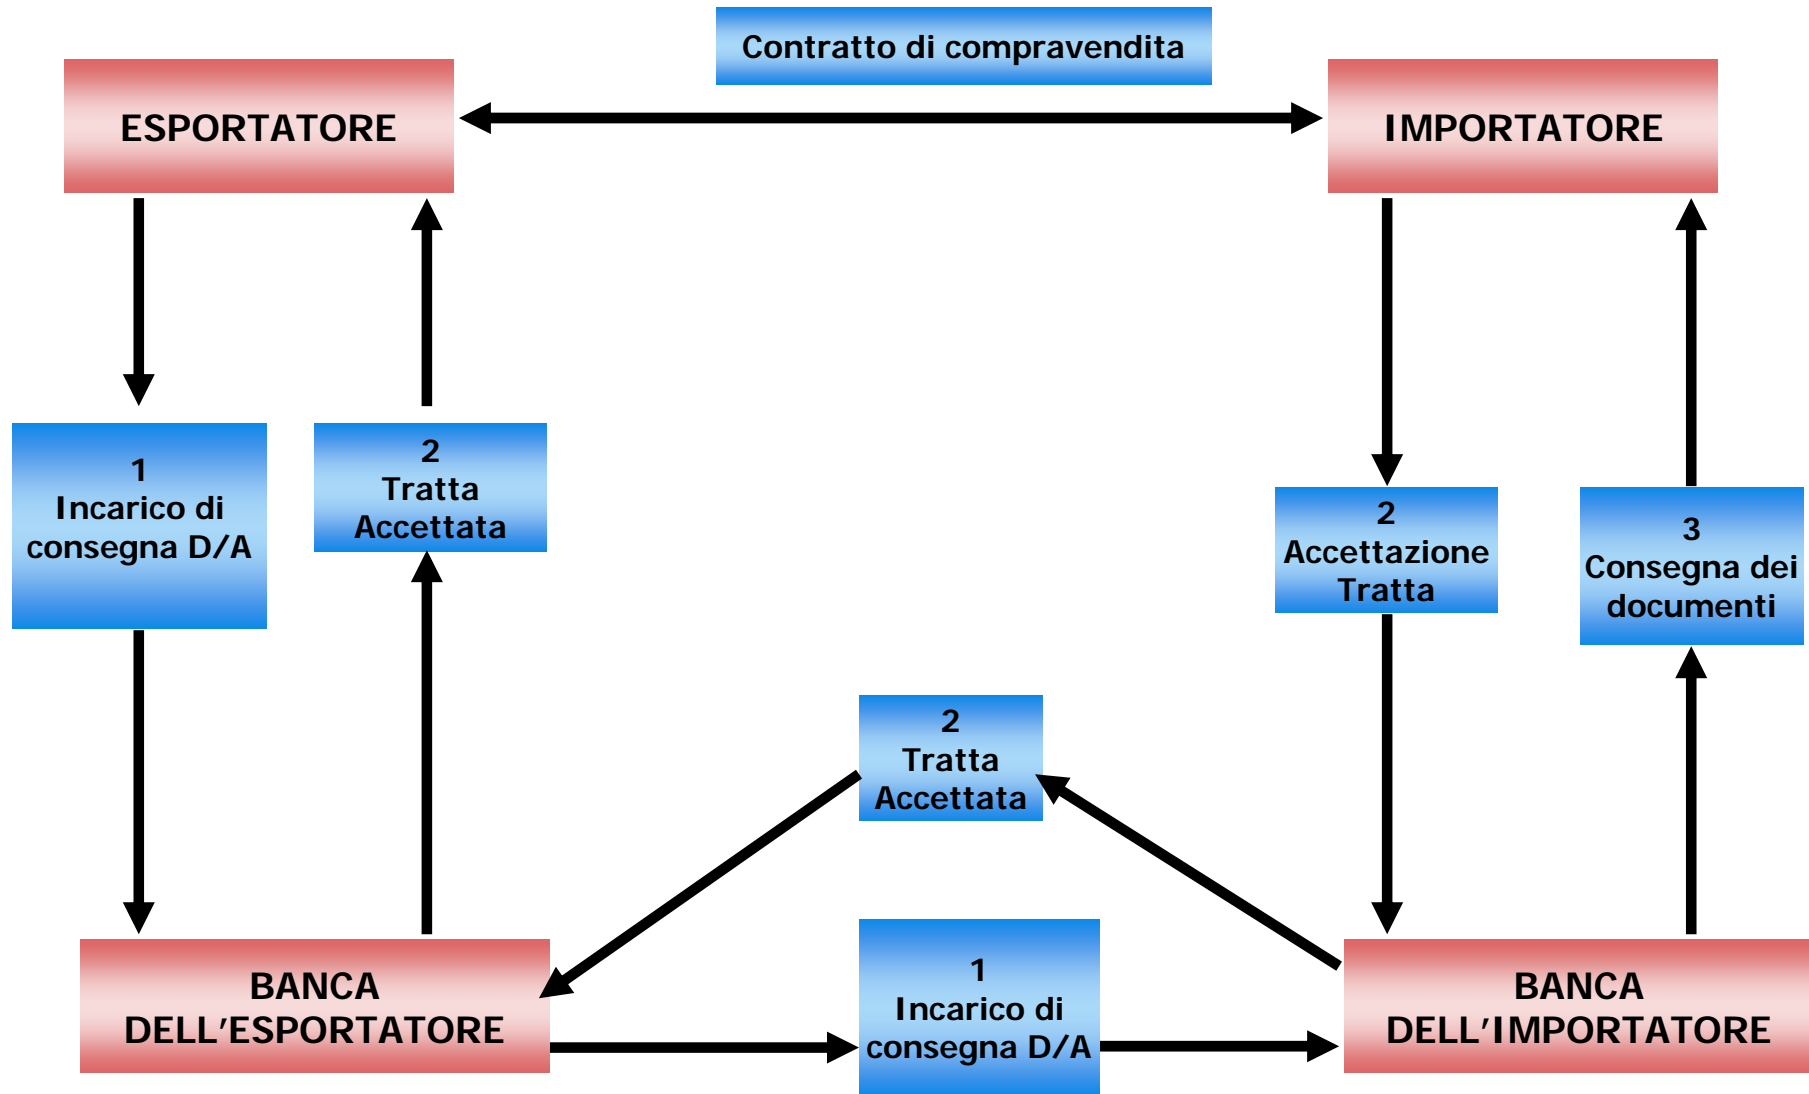 Contratto di compravendita
ESPORTATORE
IMPORTATORE
1
Incarico di
consegna D/A
2
Tratta
Accettata
2
Accettazione
Tratta
3
Consegna dei
documenti
2
Tratta
Accettata
BANCA
DELL'ESPORTATORE
1
Incarico di
consegna D/A
BANCA
DELL'IMPORTATORE